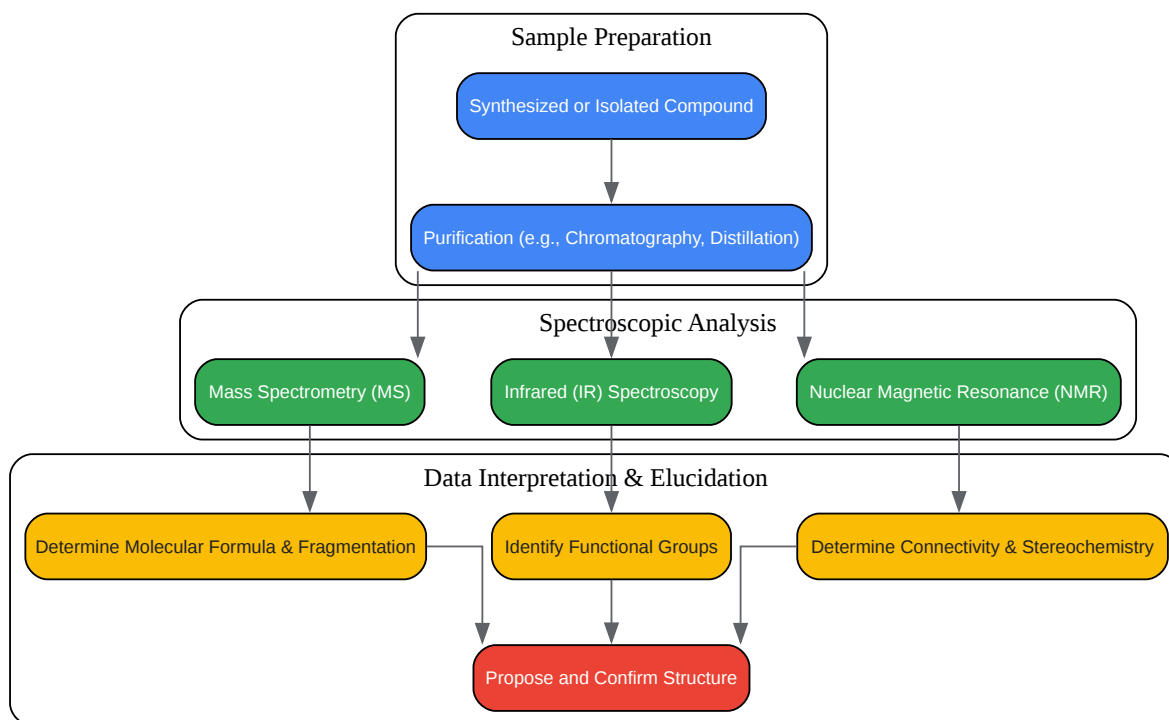 Sample Preparation
Synthesized or Isolated Compound
Purification (e.g., Chromatography, Distillation)
Spectroscopic Analysis
Mass Spectrometry (MS)
Infrared (IR) Spectroscopy
Nuclear Magnetic Resonance (NMR)
Data Interpretation & Elucidation
Determine Molecular Formula & Fragmentation
Identify Functional Groups
Determine Connectivity & Stereochemistry
Propose and Confirm Structure